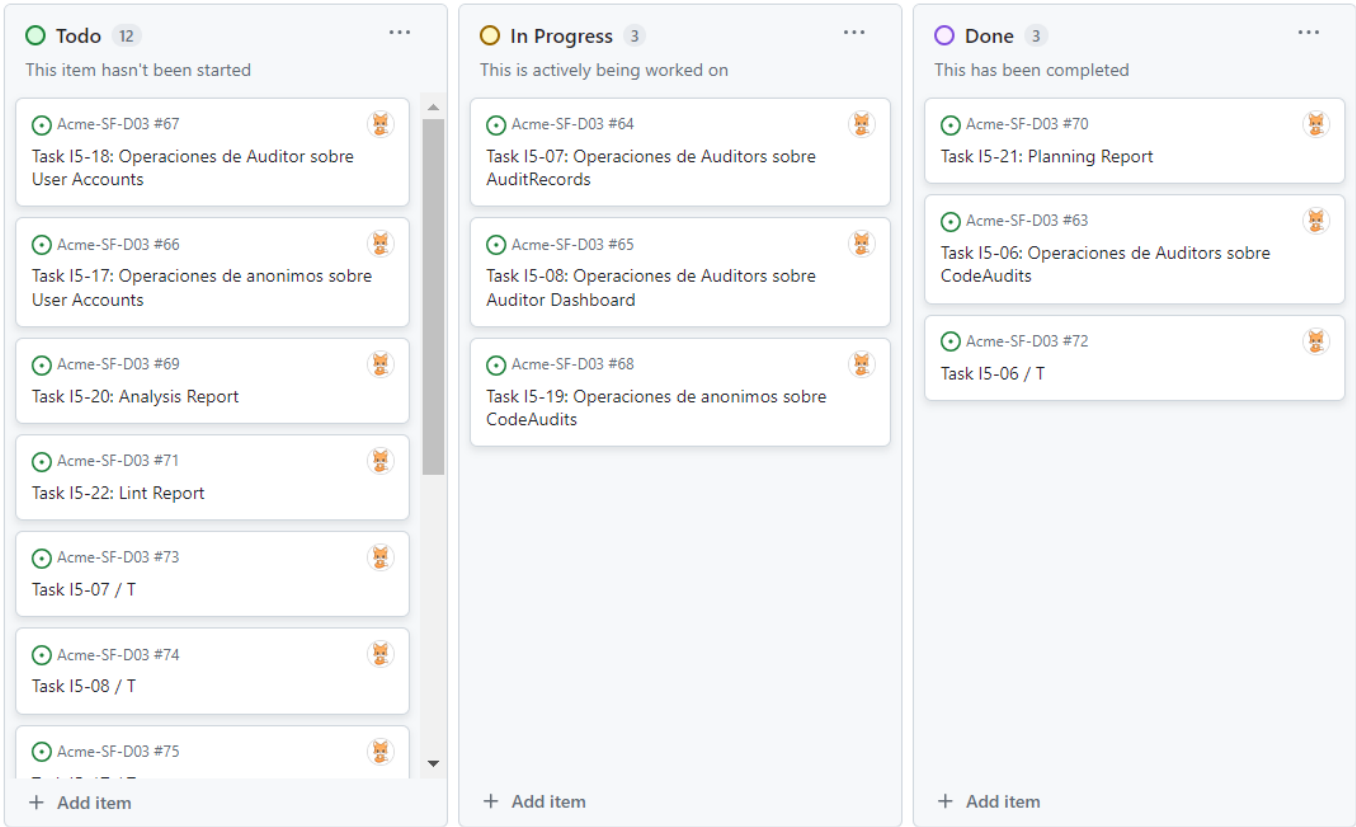 Todo 12
This item hasn't been started
Acme-SF-D03 #67
Task I5-18: Operaciones de Auditor sobre
User Accounts
Acme-SF-D03 #66
Task I5-17: Operaciones de anonimos sobre
User Accounts
Acme-SF-D03 #69
Task I5-20: Analysis Report
Acme-SF-D03 #71
Task I5-22: Lint Report
Acme-SF-D03 #73
Task I5-07 / T
Acme-SF-D03 #74
Task I5-08 / T
Acme-SF-D03 #75
+ Add item
In Progress 3
This is actively being worked on
Acme-SF-D03 #64
Task I5-07: Operaciones de Auditors sobre
AuditRecords
Acme-SF-D03 #65
Task I5-08: Operaciones de Auditors sobre
Auditor Dashboard
Acme-SF-D03 #68
Task I5-19: Operaciones de anonimos sobre
CodeAudits
+ Add item
Done 3
This has been completed
Acme-SF-D03 #70
Task I5-21: Planning Report
Acme-SF-D03 #63
Task I5-06: Operaciones de Auditors sobre
CodeAudits
Acme-SF-D03 #72
Task I5-06 / T
+ Add item